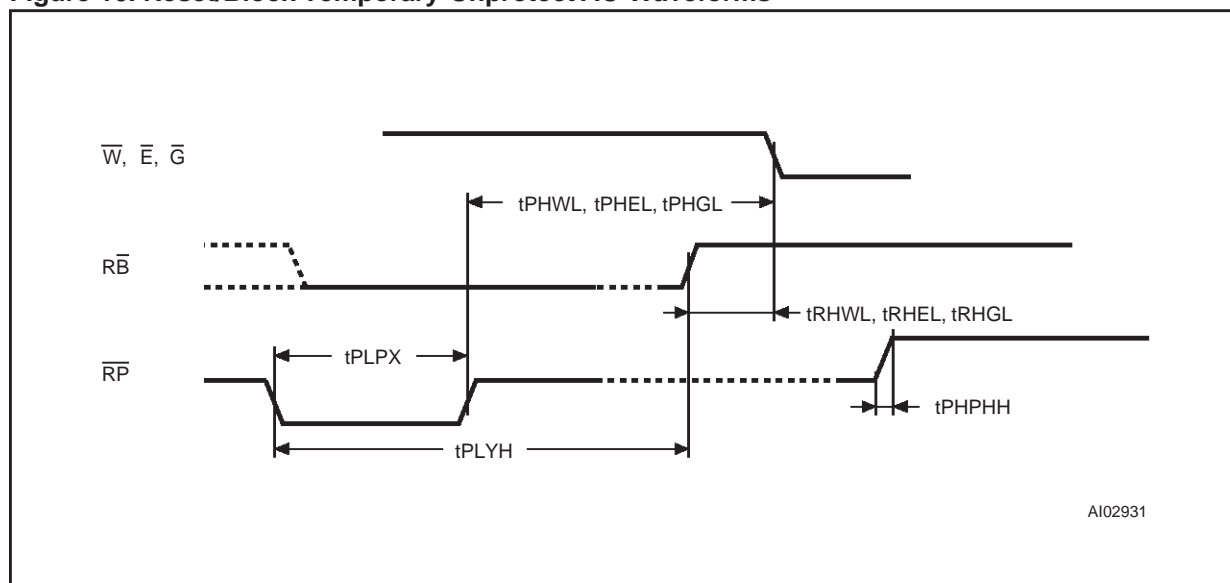 Figure 10. Reset/Block Temporary Unprotect AC Waveforms
W̅, E̅, G̅
tPHWL, tPHEL, tPHGL
RB̅
tRHWL, tRHEL, tRHGL
tPLPX
R̅P̅
tPHPHH
tPLYH
AI02931